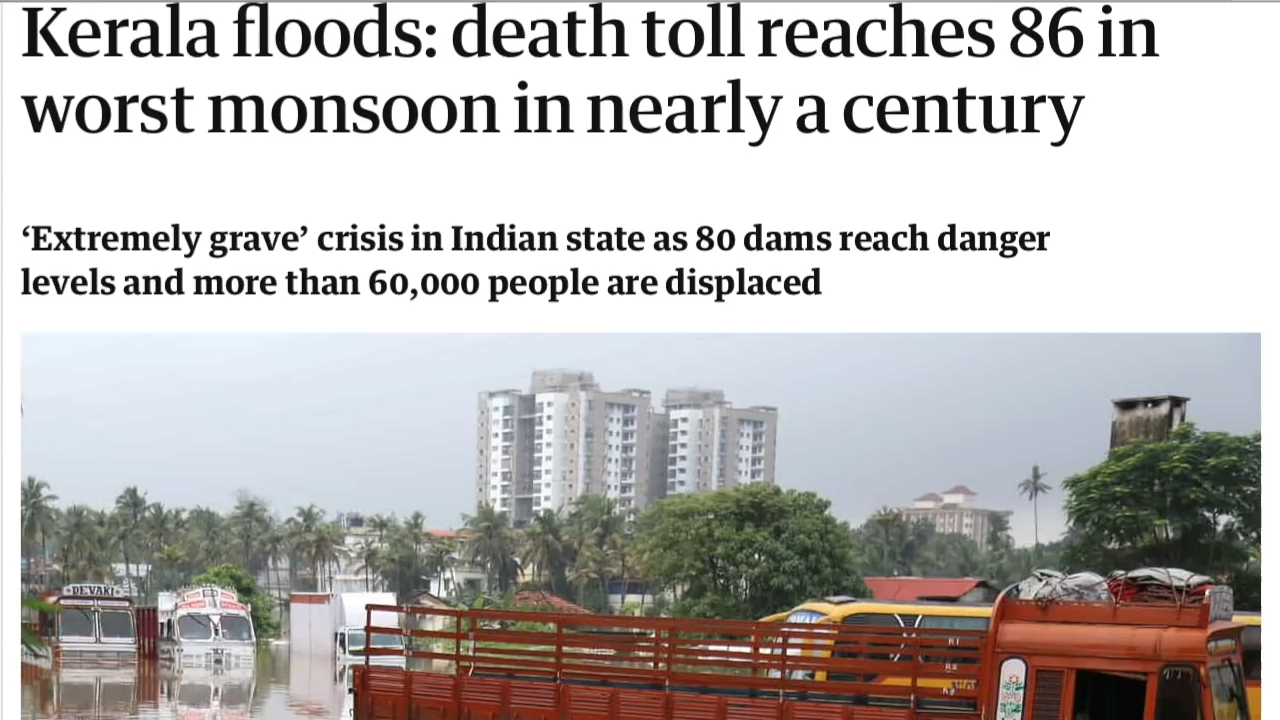 Kerala floods: death toll reaches 86 in
worst monsoon in nearly a century
‘Extremely grave’ crisis in Indian state as 80 dams reach danger
levels and more than 60,000 people are displaced
DEVAKI